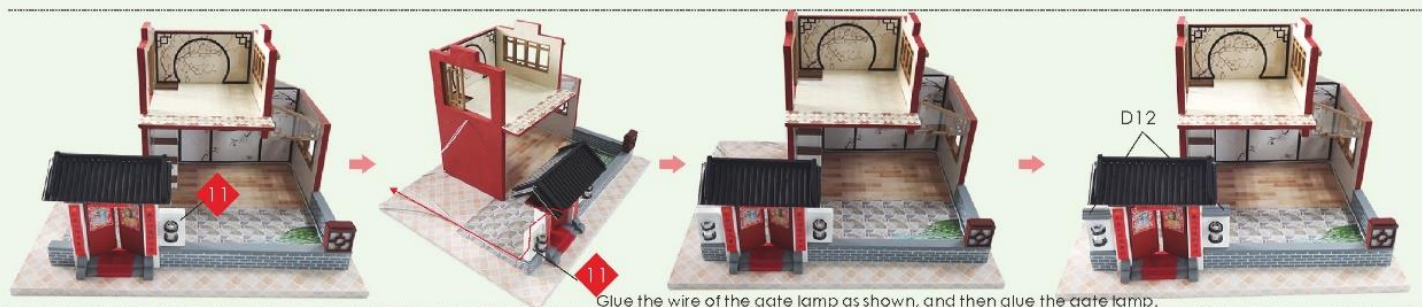 D12
11
11
Glue the wire of the gate lamp as shown, and then glue the gate lamp.